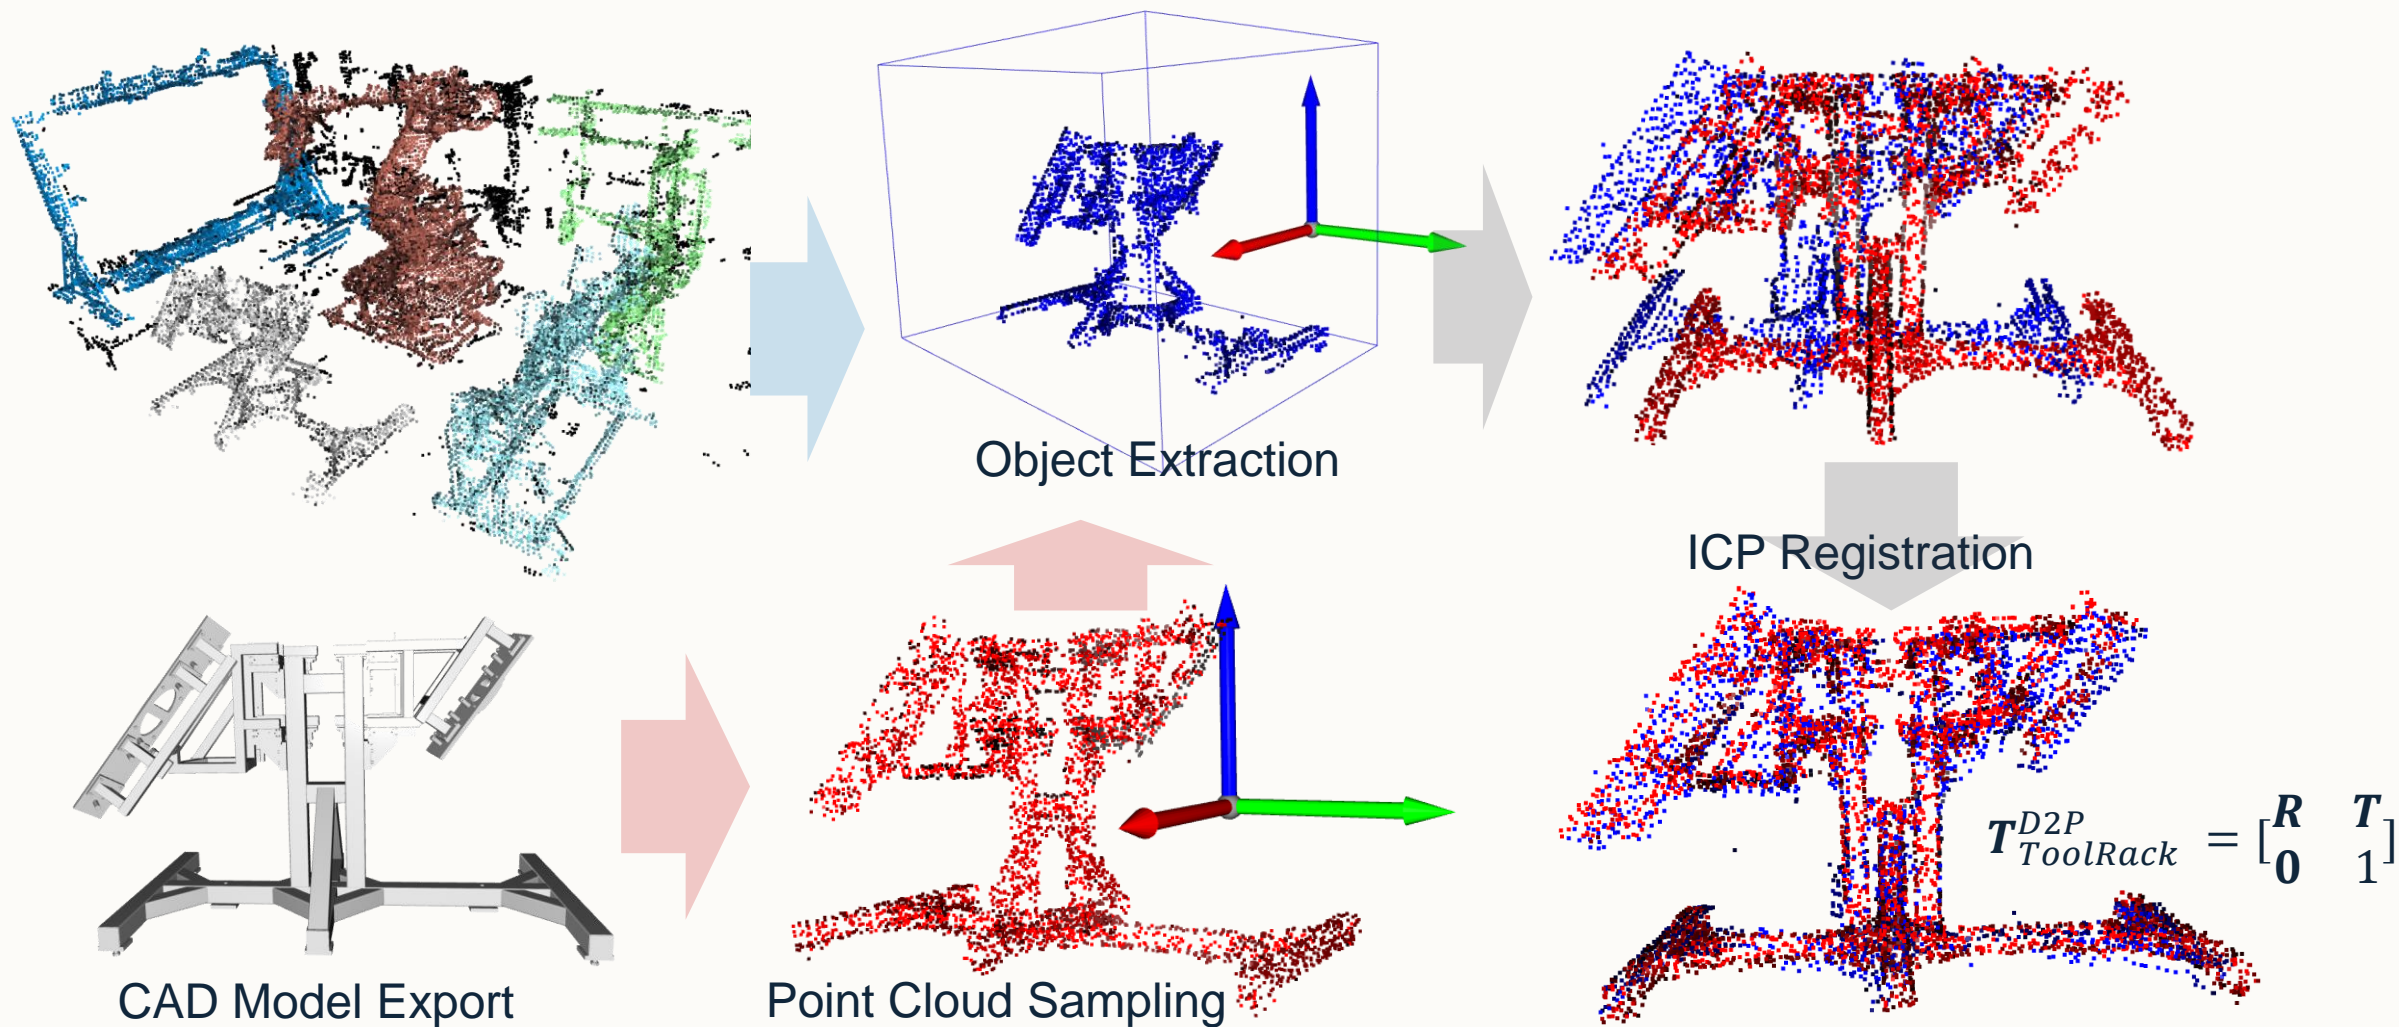 Object Extraction
ICP Registration
T^{D2P}_{ToolRack} = [R T
0 1]
CAD Model Export
Point Cloud Sampling